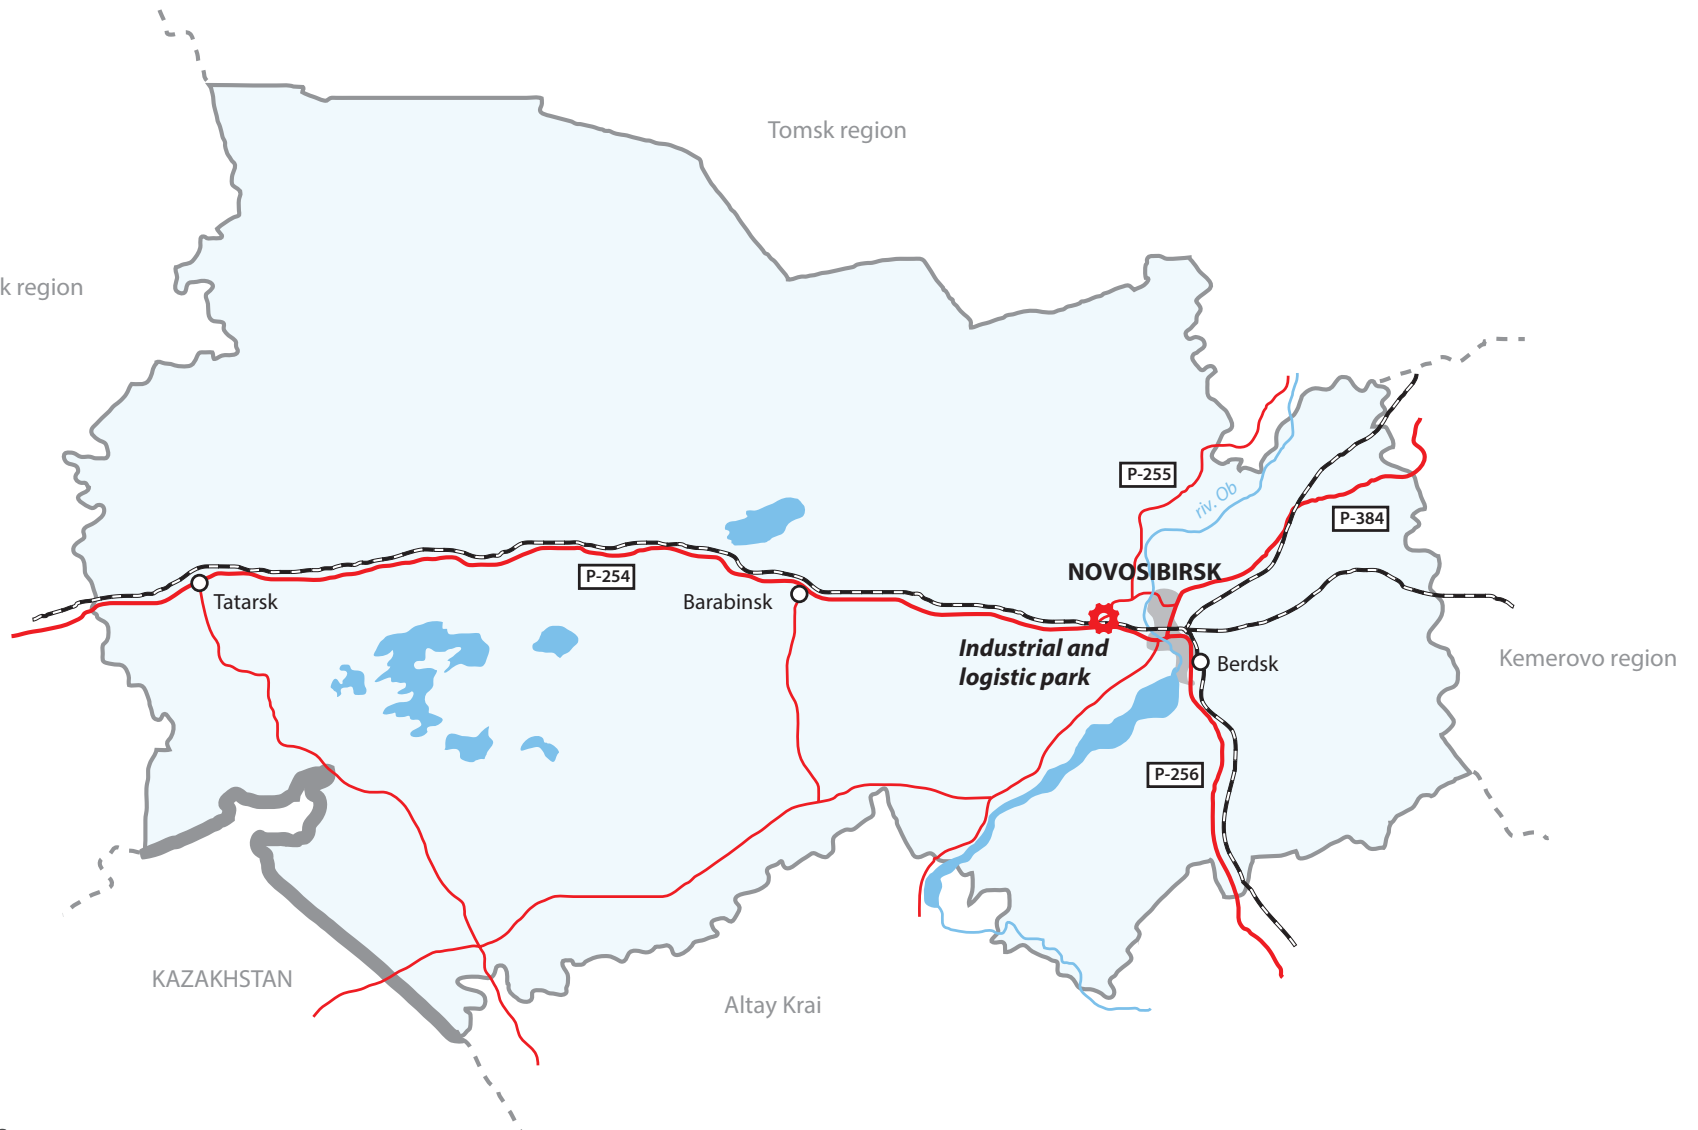 Tomsk region
k region
P-255
riv. Ob
P-384
NOVOSIBIRSK
P-254
Tatarsk
Barabinsk
Industrial and
logistic park
Berdsk
Kemerovo region
P-256
KAZAKHSTAN
Altay Krai